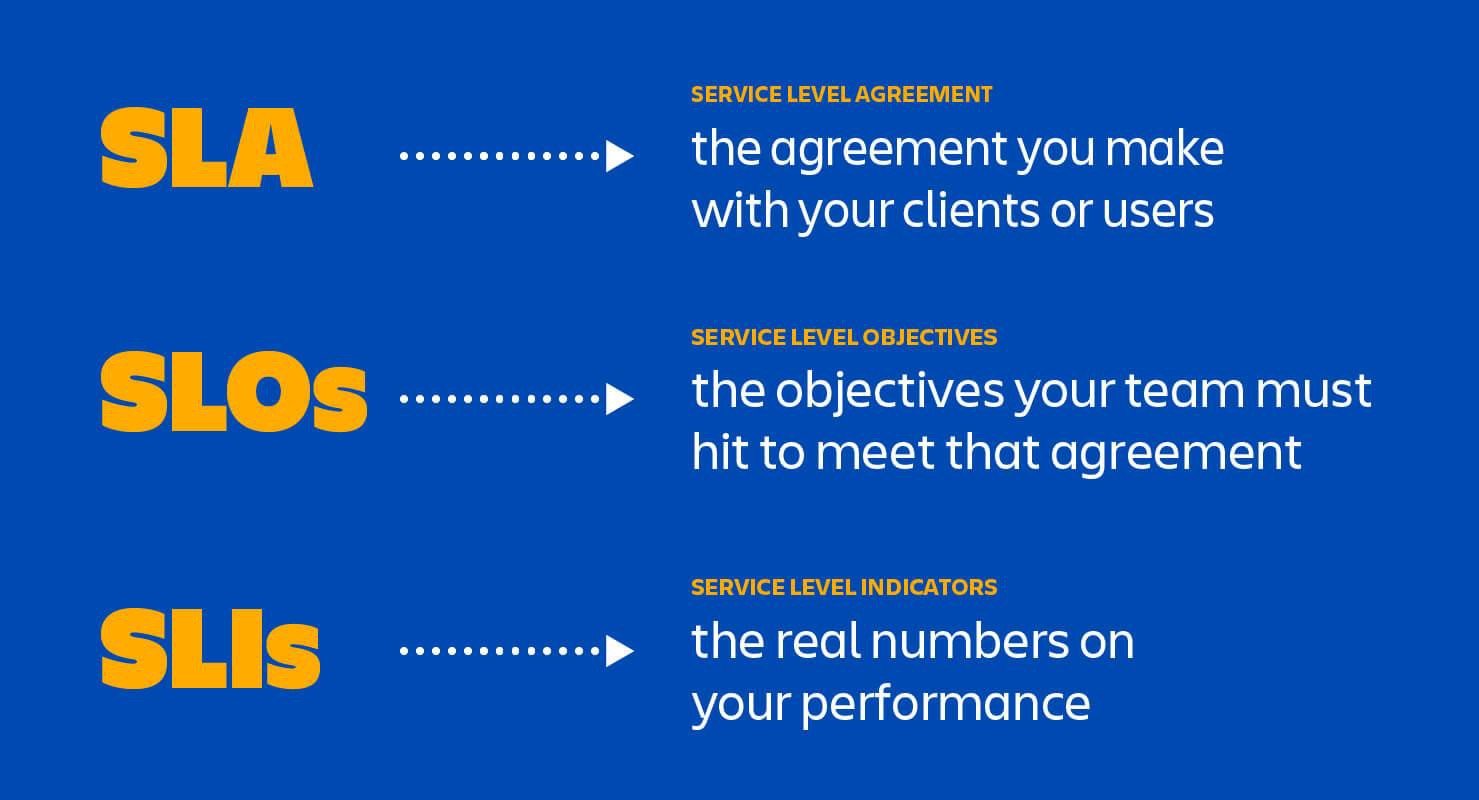 SLA
SERVICE LEVEL AGREEMENT
the agreement you make
with your clients or users
SLOs
SERVICE LEVEL OBJECTIVES
the objectives your team must
hit to meet that agreement
SLIs
SERVICE LEVEL INDICATORS
the real numbers on
your performance